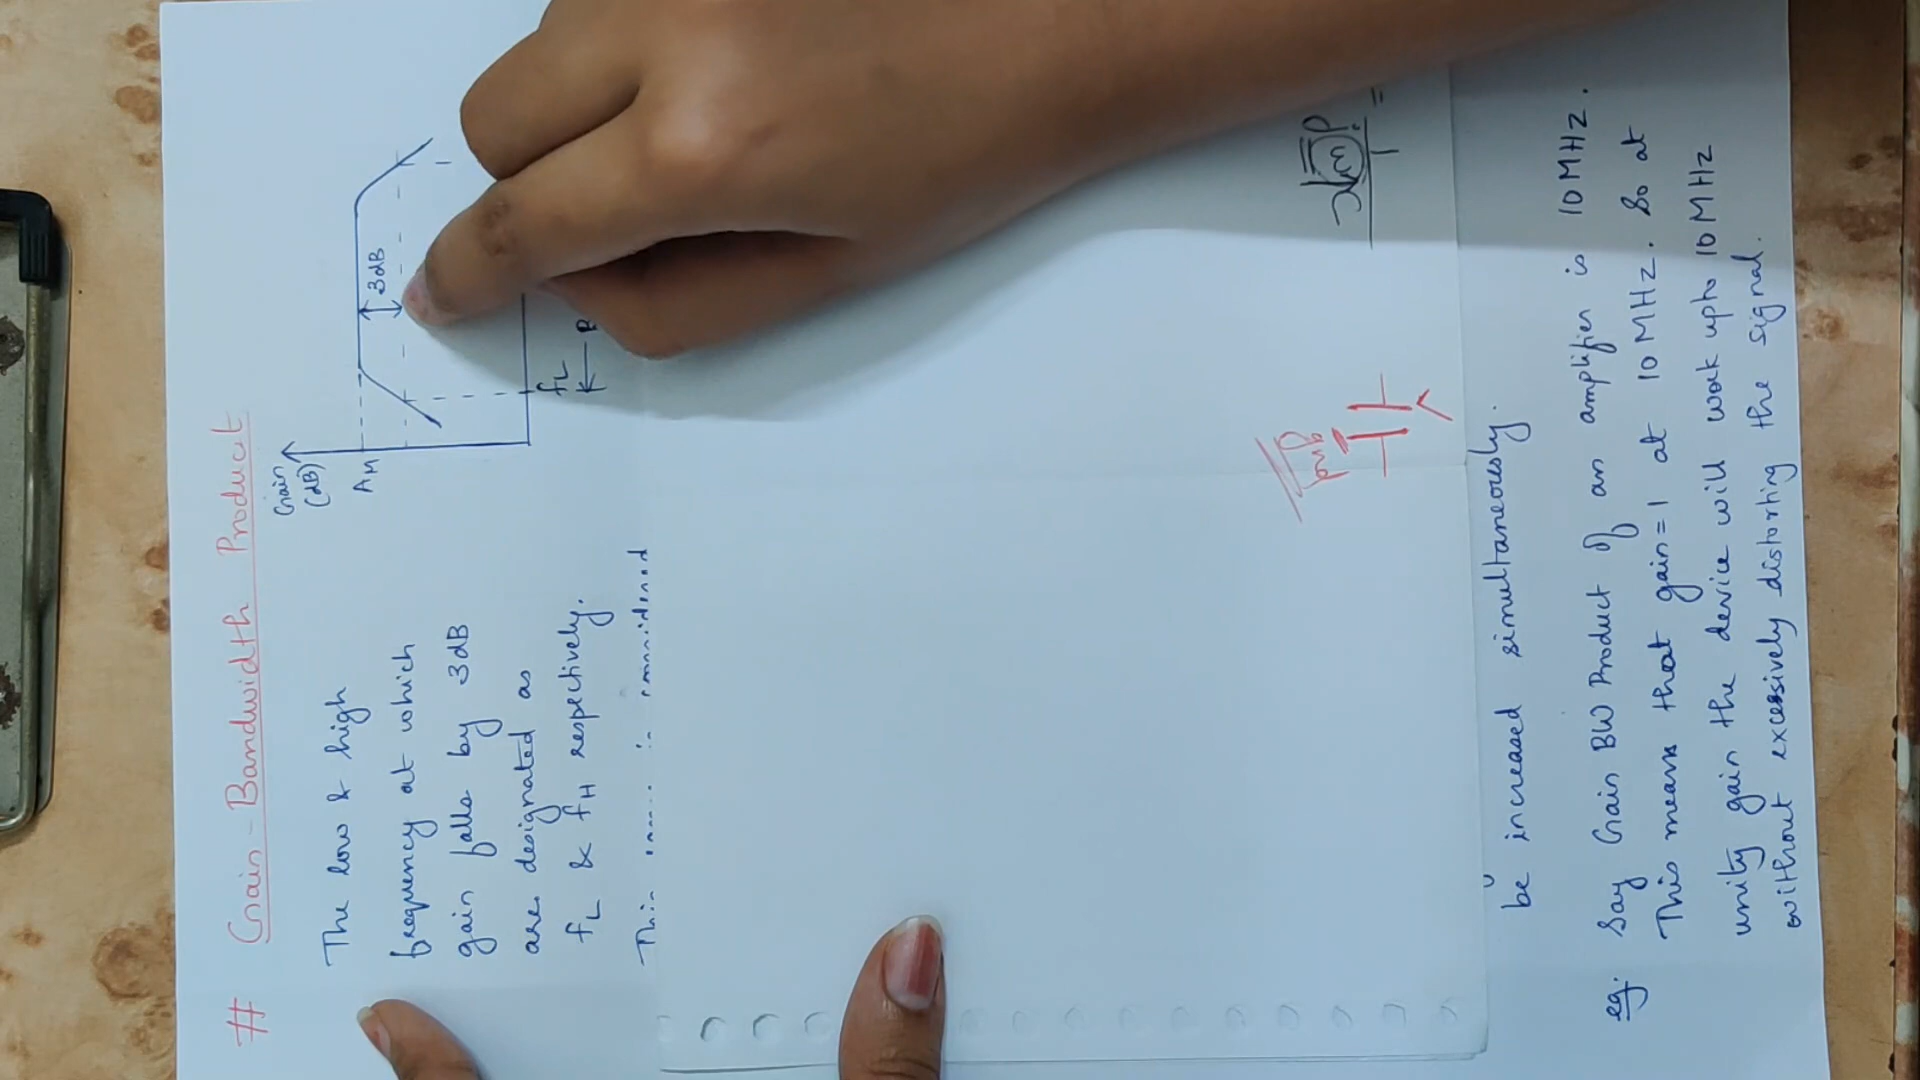 # Gain - Bandwidth Product
The low & high
frequency at which
gain falls by 3dB
are designated as
fL & fH respectively.
Gain
(dB)
AM
3dB
fL
be increased simultaneously.
eg: Say Gain BW Product of an amplifier is 10 MHz.
This means that gain = 1 at 10 MHz. So at
unity gain the device will work upto 10 MHz
without excessively distorting the signal.